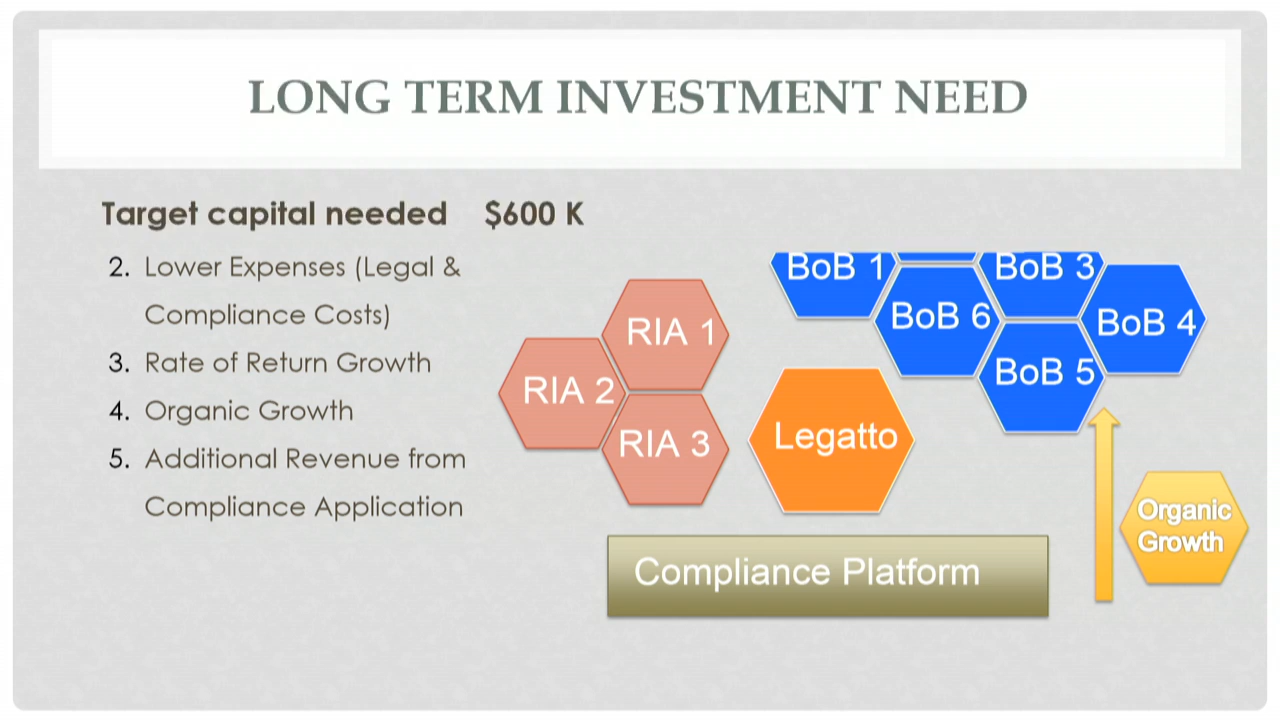 LONG TERM INVESTMENT NEED
Target capital needed $600 K
2. Lower Expenses (Legal &
Compliance Costs)
3. Rate of Return Growth
4. Organic Growth
5. Additional Revenue from
Compliance Application
BoB 1
BoB 3
BoB 6
BoB 4
BoB 5
RIA 1
RIA 2
RIA 3
Legatto
Organic
Growth
Compliance Platform